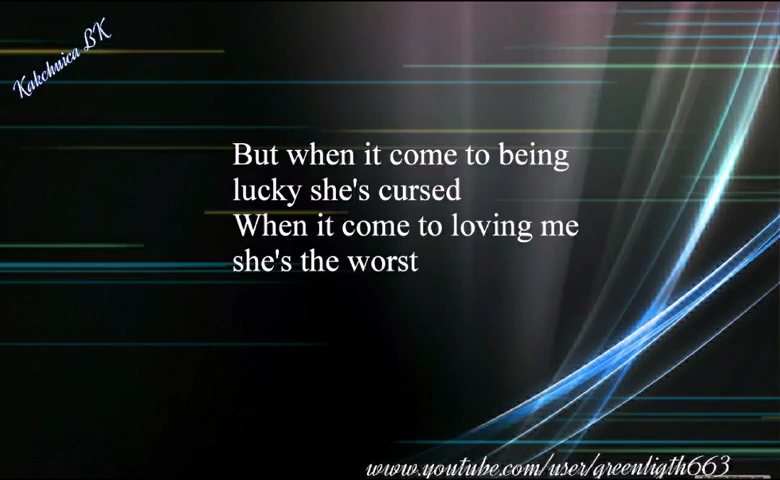 Kakchuica BK
But when it come to being
lucky she's cursed
When it come to loving me
she's the worst
www.youtube.com/user/greenligth663